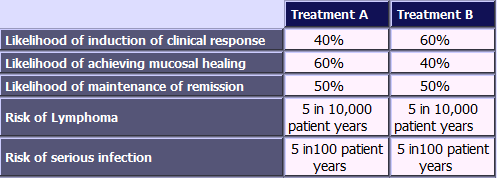 Treatment A Treatment B
Likelihood of induction of clinical response 40% 60%
Likelihood of achieving mucosal healing 60% 40%
Likelihood of maintenance of remission 50% 50%
Risk of Lymphoma 5 in 10,000 patient years 5 in 10,000 patient years
Risk of serious infection 5 in100 patient years 5 in100 patient years